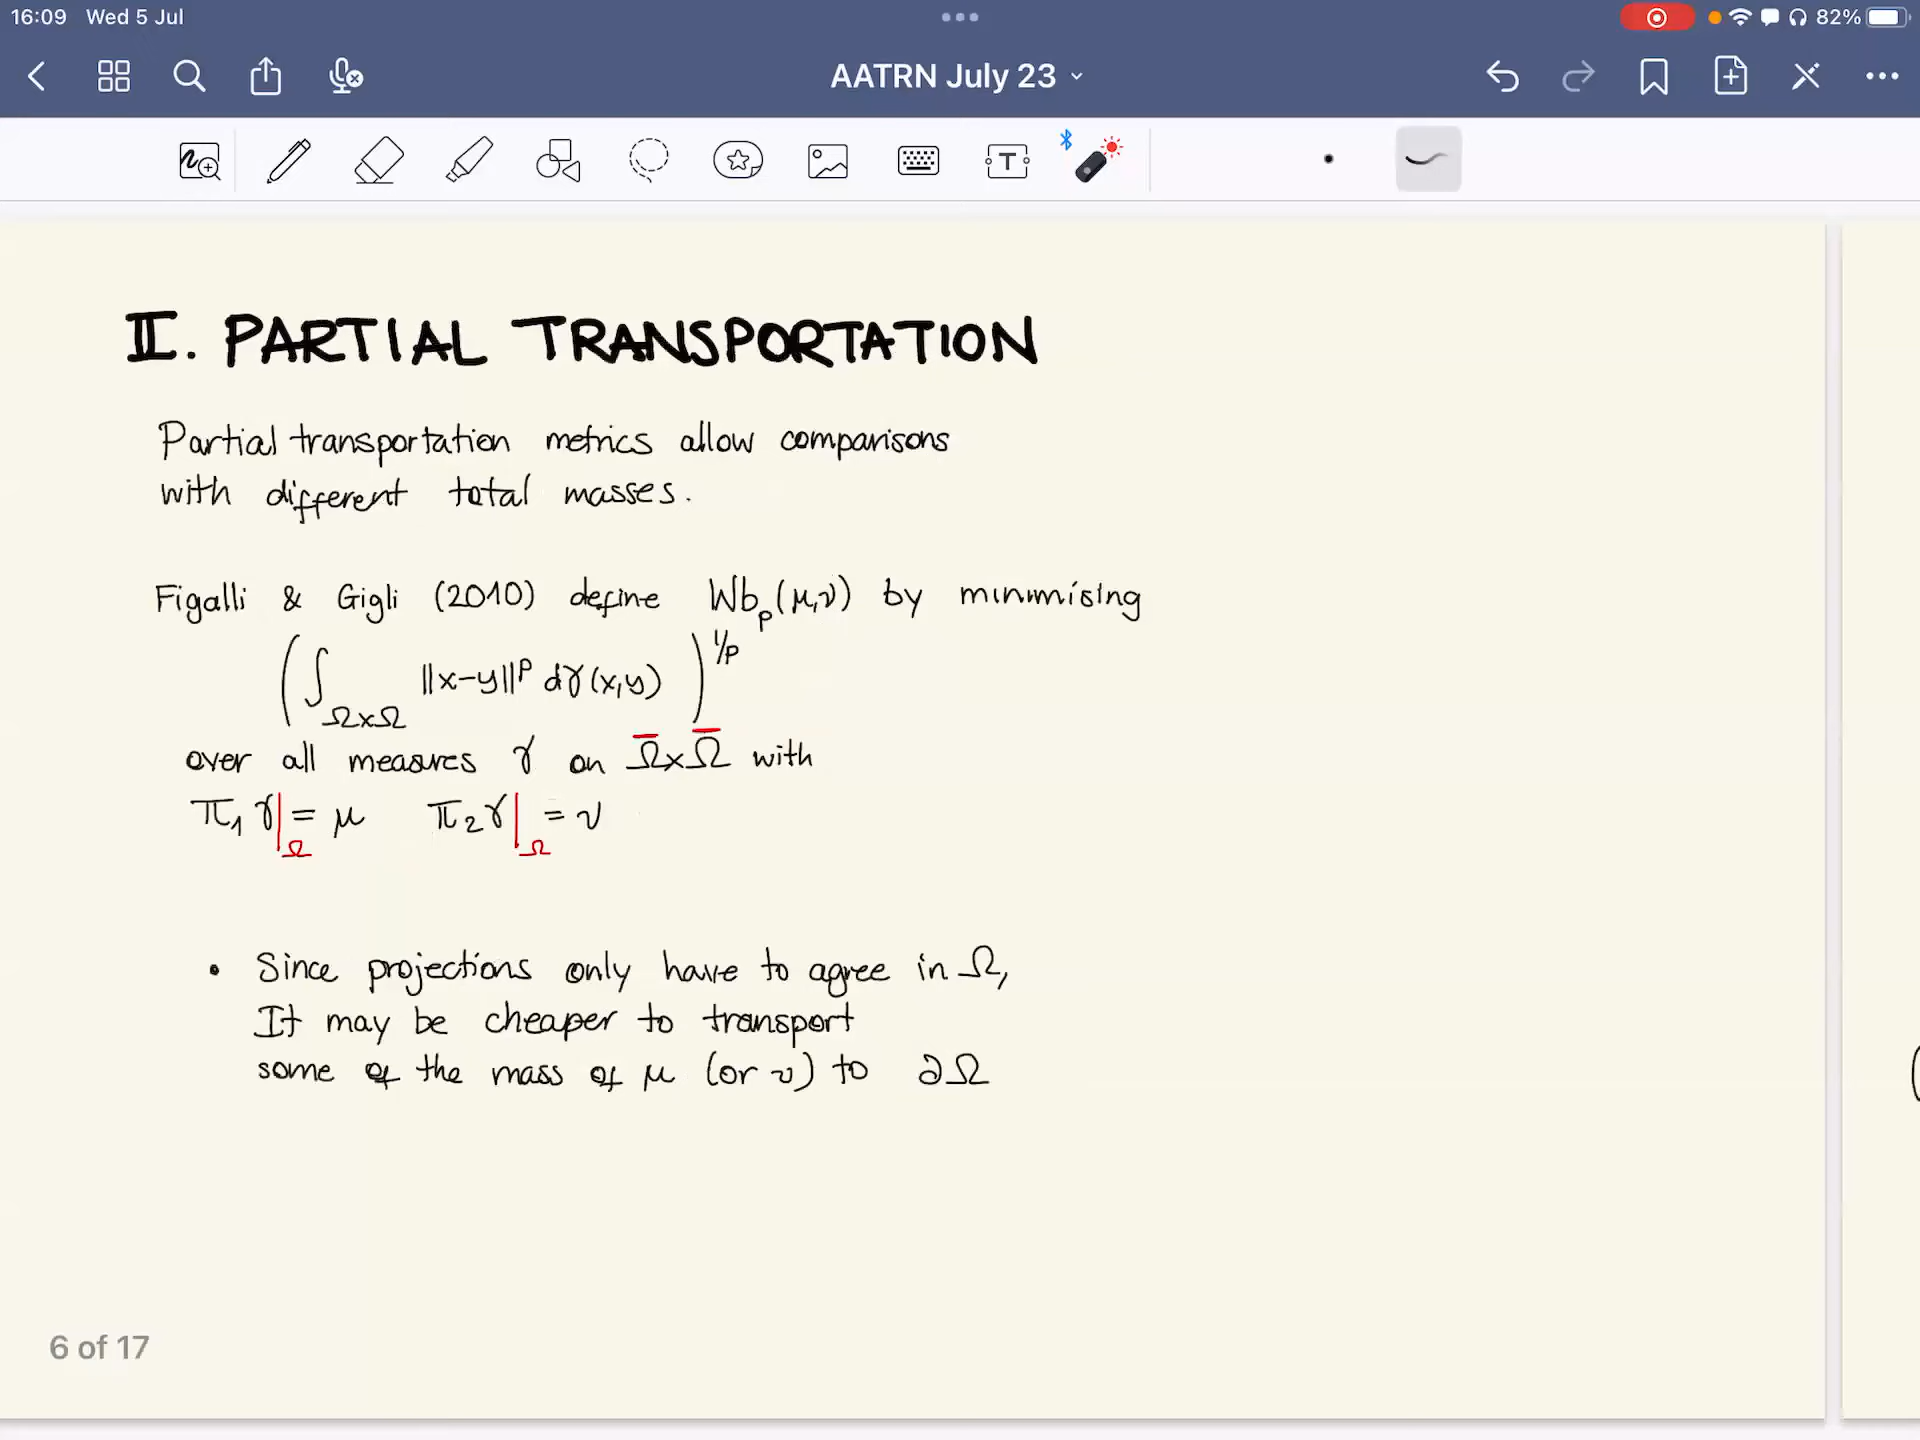 16:09 Wed 5 Jul
82%
AATRN July 23
T
II. PARTIAL TRANSPORTATION
Partial transportation metrics allow comparisons
with different total masses.
Figalli & Gigli (2010) define Wb_p(μ,ν) by minimising
(∫_{Ω×Ω} ||x-y||^p dγ(x,y))^{1/p}
over all measures γ on Ω̅×Ω̅ with
π₁γ|_Ω = μ π₂γ|_Ω = ν
• Since projections only have to agree in Ω,
It may be cheaper to transport
some of the mass of μ (or ν) to ∂Ω
6 of 17